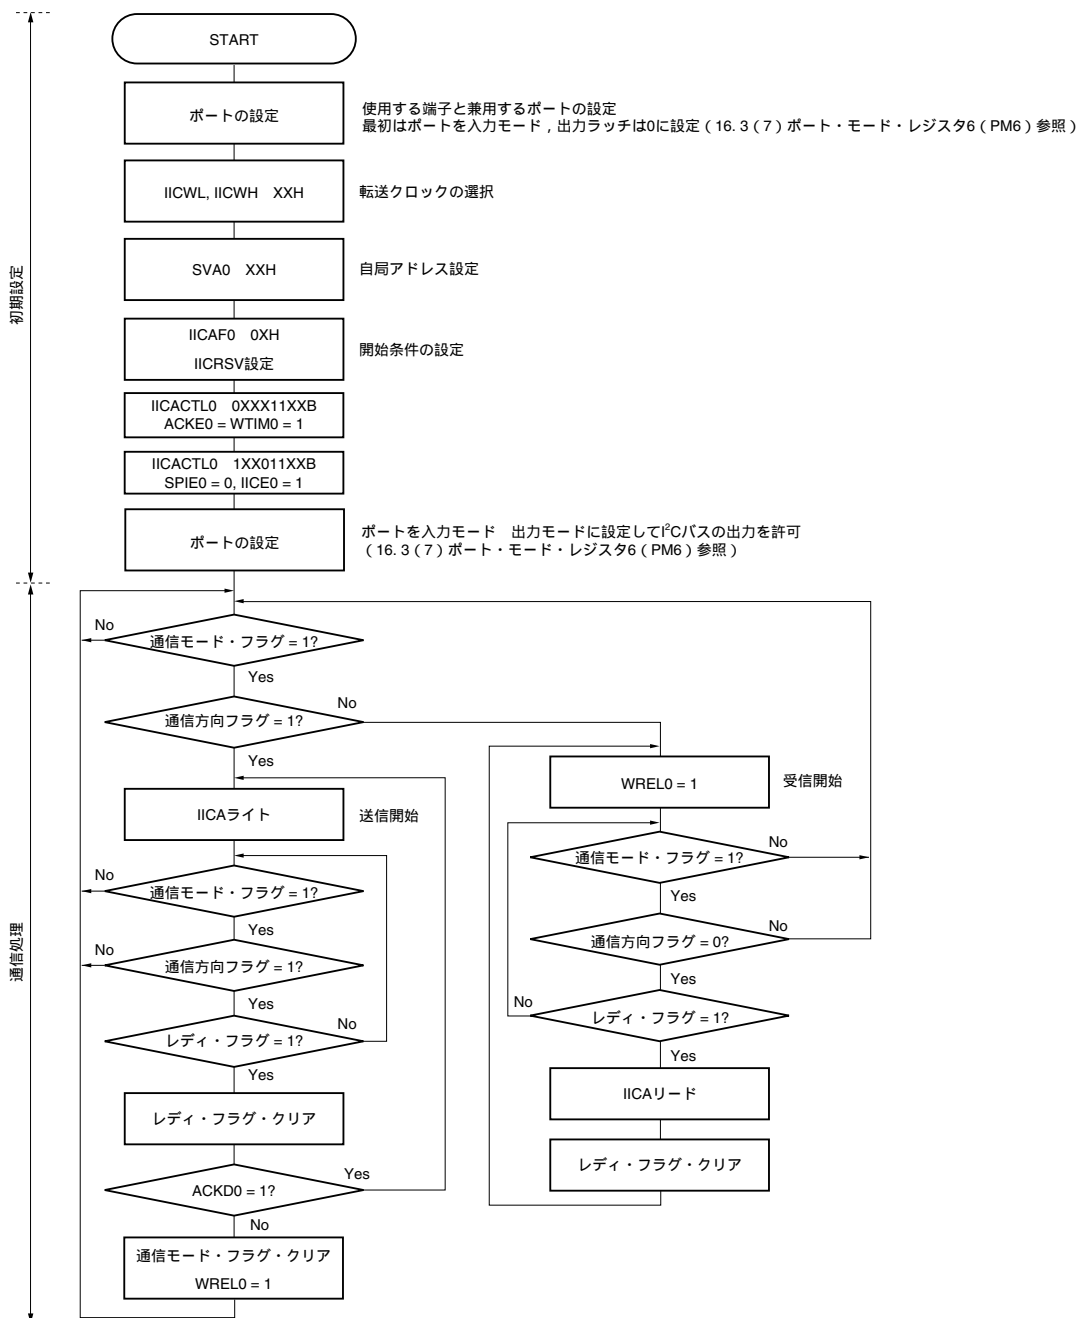 START
ポートの設定
使用する端子と兼用するポートの設定
最初はポートを入力モード，出力ラッチは0に設定（16. 3（7）ポート・モード・レジスタ6（PM6）参照）
IICWL, IICWH XXH
転送クロックの選択
SVA0 XXH
自局アドレス設定
初期設定
IICAF0 0XH
IICRSV設定
開始条件の設定
IICACTL0 0XXX11XXB
ACKE0 = WTIM0 = 1
IICACTL0 1XX011XXB
SPIE0 = 0, IICE0 = 1
ポートの設定
ポートを入力モード 出力モードに設定してI²Cバスの出力を許可
（16. 3（7）ポート・モード・レジスタ6（PM6）参照）
通信処理
No
通信モード・フラグ = 1?
Yes
No
通信方向フラグ = 1?
Yes
IICAライト
送信開始
No
通信モード・フラグ = 1?
Yes
No
通信方向フラグ = 1?
Yes
No
レディ・フラグ = 1?
Yes
レディ・フラグ・クリア
Yes
ACKD0 = 1?
No
通信モード・フラグ・クリア
WREL0 = 1
WREL0 = 1
受信開始
No
通信モード・フラグ = 1?
Yes
No
通信方向フラグ = 0?
Yes
No
レディ・フラグ = 1?
Yes
IICAリード
レディ・フラグ・クリア